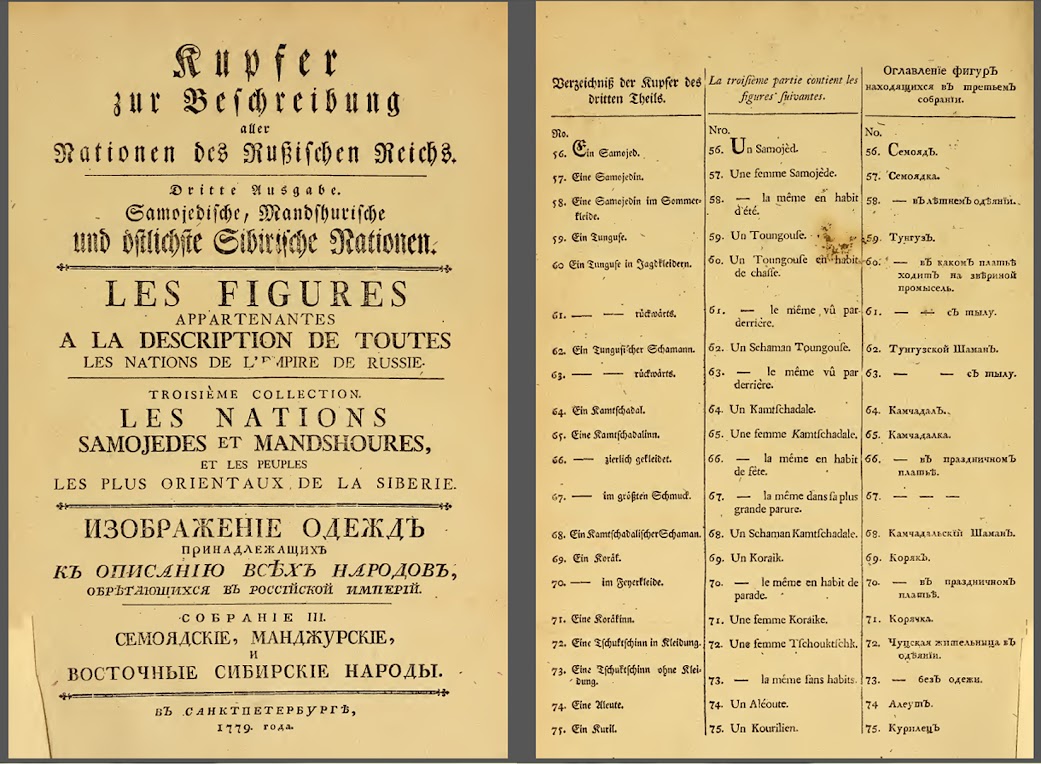 Kupfer
zur Beschreibung
aller
Nationen des Rußischen Reichs.
Dritte Ausgabe.
Samojedische, Mandshurische
und östlichste Sibirische Nationen.
LES FIGURES
APPARTENANTES
A LA DESCRIPTION DE TOUTES
LES NATIONS DE L'EMPIRE DE RUSSIE.
TROISIÈME COLLECTION.
LES NATIONS
SAMOJEDES ET MANDSHOURES,
ET LES PEUPLES
LES PLUS ORIENTAUX DE LA SIBERIE.
ИЗОБРАЖЕНІЕ ОДЕЖДЪ
ПРИНАДЛЕЖАЩИХЪ
КЪ ОПИСАНІЮ ВСѢХЪ НАРОДОВЪ,
ОБРѢТАЮЩИХСЯ ВЪ РОССІЙСКОЙ ИМПЕРІЙ.
СОБРАНІЕ III.
СЕМОЯДСКІЕ, МАНДЖУРСКІЕ,
И
ВОСТОЧНЫЕ СИБИРСКІЕ НАРОДЫ.
ВЪ САНКТПЕТЕРБУРГѢ,
1779. года.
Verzeichniß der Kupfer des
dritten Theils.
No.
56. Ein Samojed.
57. Eine Samojedin.
58. Eine Samojedin im Sommer-
kleide.
59. Ein Tunguse.
60 Ein Tunguse in Jagdkleidern.
61. — — rückwärts.
62. Ein Tungusischer Schamann.
63. — — rückwärts.
64. Ein Kamtschadal.
65. Eine Kamtschadalinn.
66. — zierlich gekleidet.
67. — im größten Schmuck.
68. Ein Kamtschadalischer Schaman.
69. Ein Koräk.
70. — im Feyerkleide.
71. Eine Koräkinn.
72. Eine Tschuktschinn in Kleidung.
73. Eine Tschuktschinn ohne Klei-
dung.
74. Eine Aleute.
75. Ein Kuril.
La troisième partie contient les
figures suivantes.
Nro.
56. Un Samojèd.
57. Une femme Samojède.
58. — la même en habit
d'été.
59. Un Toungouse.
60. Un Toungouse en habit
de chasse.
61. — le même vû par
derrière.
62. Un Schaman Toungouse.
63. — le même vû par
derrière.
64. Un Kamtschadale.
65. Une femme Kamtschadale.
66. — la même en habit
de fête.
67. — la même dans sa plus
grande parure.
68. Un Schaman Kamtschadale.
69. Un Koraik.
70. — le même en habit de
parade.
71. Une femme Koraike.
72. Une femme Tschouktschk.
73. — la même sans habits.
74. Un Aléoute.
75. Un Kourilien.
Оглавленіе фигуръ
находящихся въ третьемъ
собраніи.
No.
56. Семоядъ.
57. Семоядка.
58. — въ лѣтнемъ одѣяніи.
59. Тунгузъ.
60. — въ какомъ платьѣ
ходитъ на звѣриной
промыселъ.
61. — — съ тылу.
62. Тунгузской Шаманъ.
63. — — съ тылу.
64. Камчадалъ.
65. Камчадалка.
66. — въ праздничномъ
платьѣ.
67. — — —
68. Камчадальскій Шаманъ.
69. Корякъ.
70. — въ праздничномъ
платьѣ.
71. Корячка.
72. Чуцская жительница въ
одѣяніи.
73. — безъ одежи.
74 Алеутъ.
75. Курилецъ